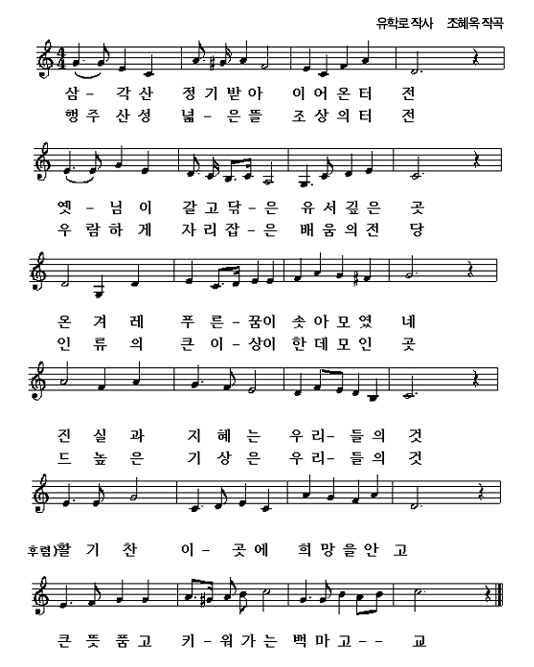 유학로 작사 조혜옥 작곡
4
4
삼 - 각 산 정 기 받 아 이 어 온 터 전
행 주 산 성 넓 - 은 뜰 조 상 의 터 전
옛 - 님 이 갈 고 닦 - 은 유 서 깊 은 곳
우 람 하 게 자 리 잡 - 은 배 움 의 전 당
온 겨 레 푸 른 - 꿈 이 솟 아 모 였 네
인 류 의 큰 이 - 상 이 한 데 모 인 곳
진 실 과 지 혜 는 우 리 - 들 의 것
드 높 은 기 상 은 우 리 - 들 의 것
후렴) 활 기 찬 이 - 곳 에 희 망 을 안 고
큰 뜻 품 고 키 - 워 가 는 백 마 고 - - 교